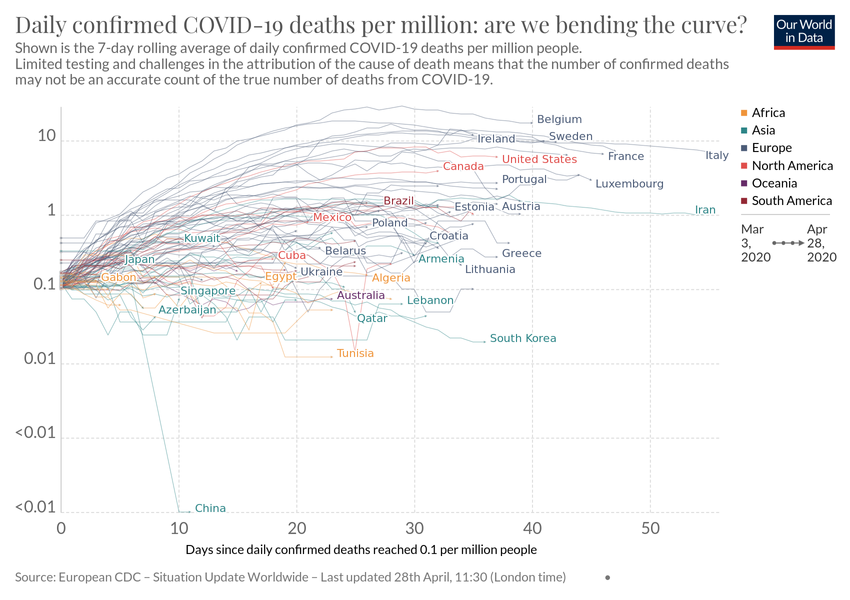 Daily confirmed COVID-19 deaths per million: are we bending the curve?
Our World
in Data
Shown is the 7-day rolling average of daily confirmed COVID-19 deaths per million people.
Limited testing and challenges in the attribution of the cause of death means that the number of confirmed deaths
may not be an accurate count of the true number of deaths from COVID-19.
10
1
0.1
0.01
<0.01
<0.01
Belgium
Ireland
Sweden
United States
France
Italy
Canada
Portugal
Luxembourg
Brazil
Estonia
Austria
Iran
Mexico
Poland
Kuwait
Croatia
Belarus
Greece
Japan
Cuba
Armenia
Lithuania
Gabon
Egypt
Ukraine
Algeria
Singapore
Australia
Lebanon
Azerbaijan
Qatar
South Korea
Tunisia
China
0
10
20
30
40
50
Days since daily confirmed deaths reached 0.1 per million people
Africa
Asia
Europe
North America
Oceania
South America
Mar
3,
2020
Apr
28,
2020
Source: European CDC – Situation Update Worldwide – Last updated 28th April, 11:30 (London time)